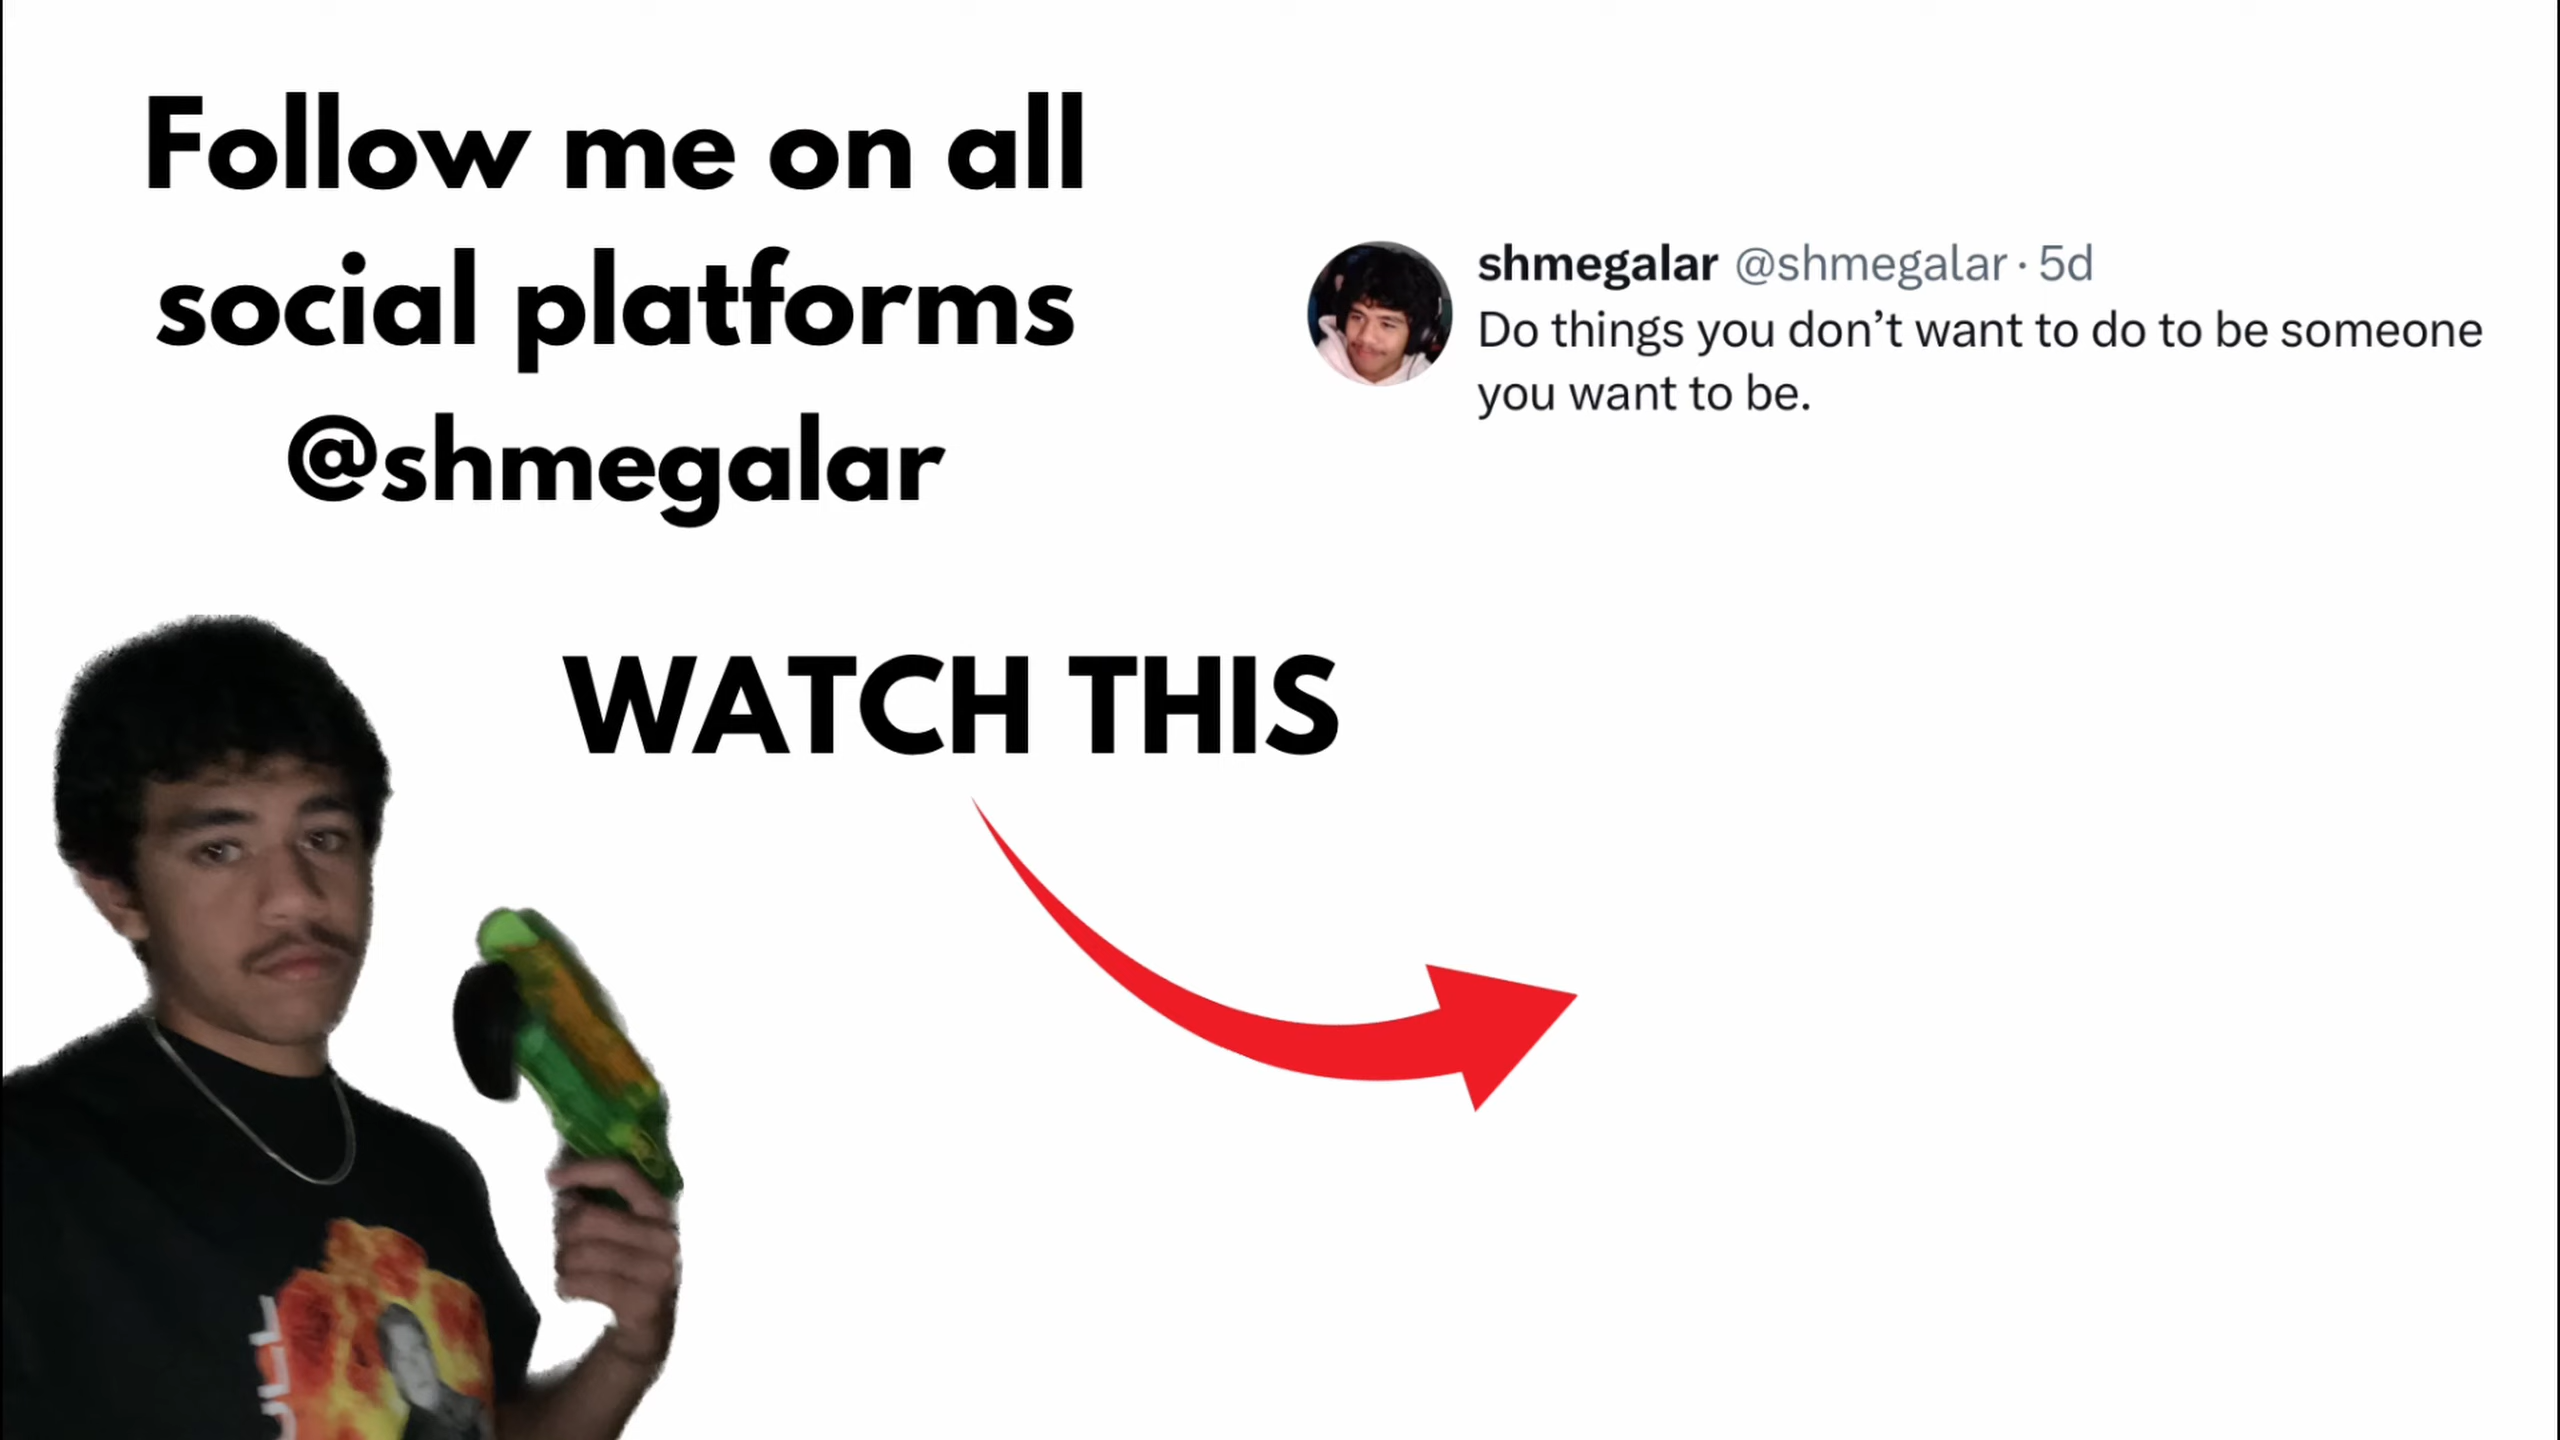 Follow me on all
social platforms
@shmegalar
shmegalar @shmegalar · 5d
Do things you don’t want to do to be someone
you want to be.
WATCH THIS